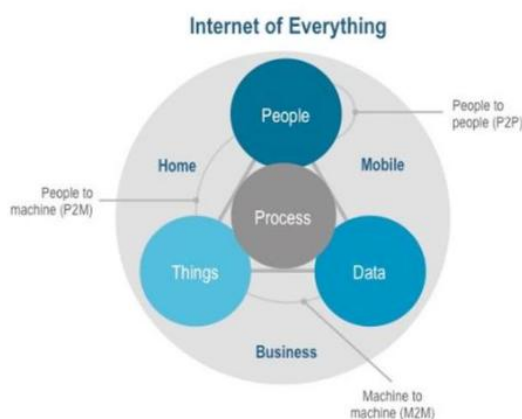 Internet of Everything
People
People to
people (P2P)
Home
Mobile
People to
machine (P2M)
Process
Things
Data
Business
Machine to
machine (M2M)